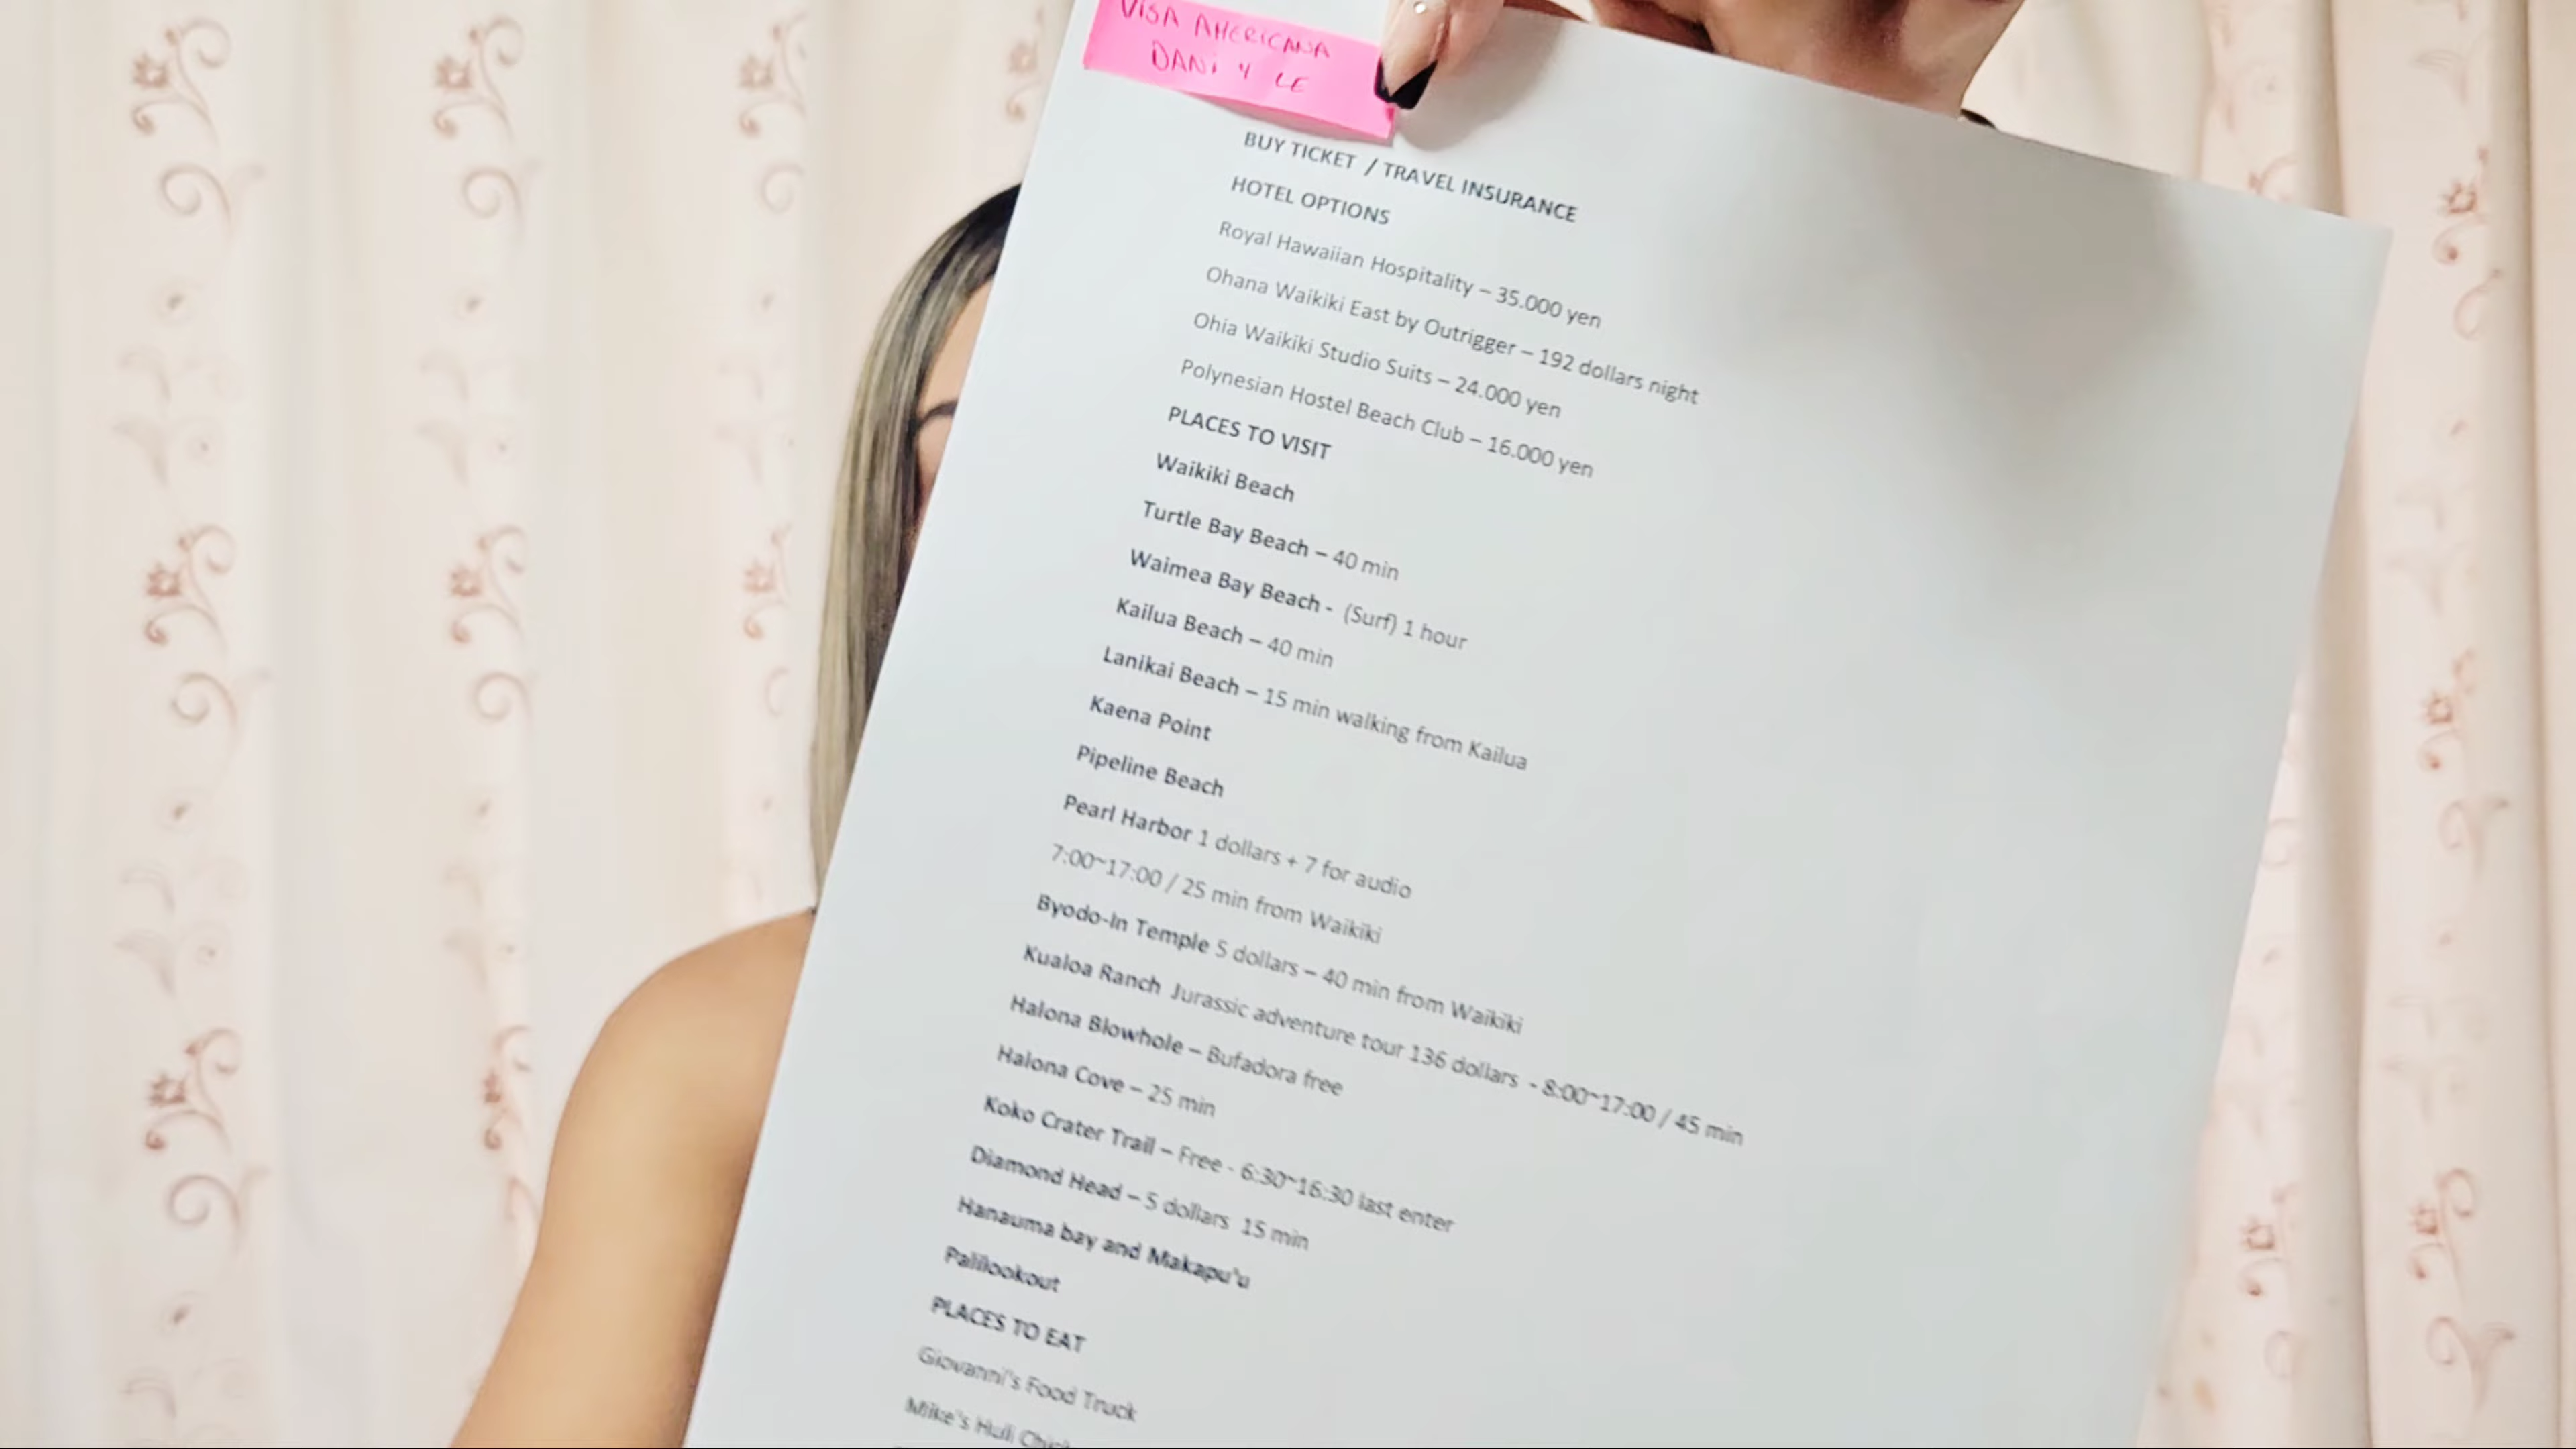 VISA AMERICANA
DANI Y LE
BUY TICKET / TRAVEL INSURANCE
HOTEL OPTIONS
Royal Hawaiian Hospitality – 35.000 yen
Ohana Waikiki East by Outrigger – 192 dollars night
Ohia Waikiki Studio Suits – 24.000 yen
Polynesian Hostel Beach Club – 16.000 yen
PLACES TO VISIT
Waikiki Beach
Turtle Bay Beach – 40 min
Waimea Bay Beach - (Surf) 1 hour
Kailua Beach – 40 min
Lanikai Beach – 15 min walking from Kailua
Kaena Point
Pipeline Beach
Pearl Harbor 1 dollars + 7 for audio
7:00~17:00 / 25 min from Waikiki
Byodo-In Temple 5 dollars – 40 min from Waikiki
Kualoa Ranch Jurassic adventure tour 136 dollars - 8:00~17:00 / 45 min
Halona Blowhole – Bufadora free
Halona Cove – 25 min
Koko Crater Trail – Free - 6:30~16:30 last enter
Diamond Head – 5 dollars 15 min
Hanauma bay and Makapu'u
Palilookout
PLACES TO EAT
Giovanni's Food Truck
Mike's Huli